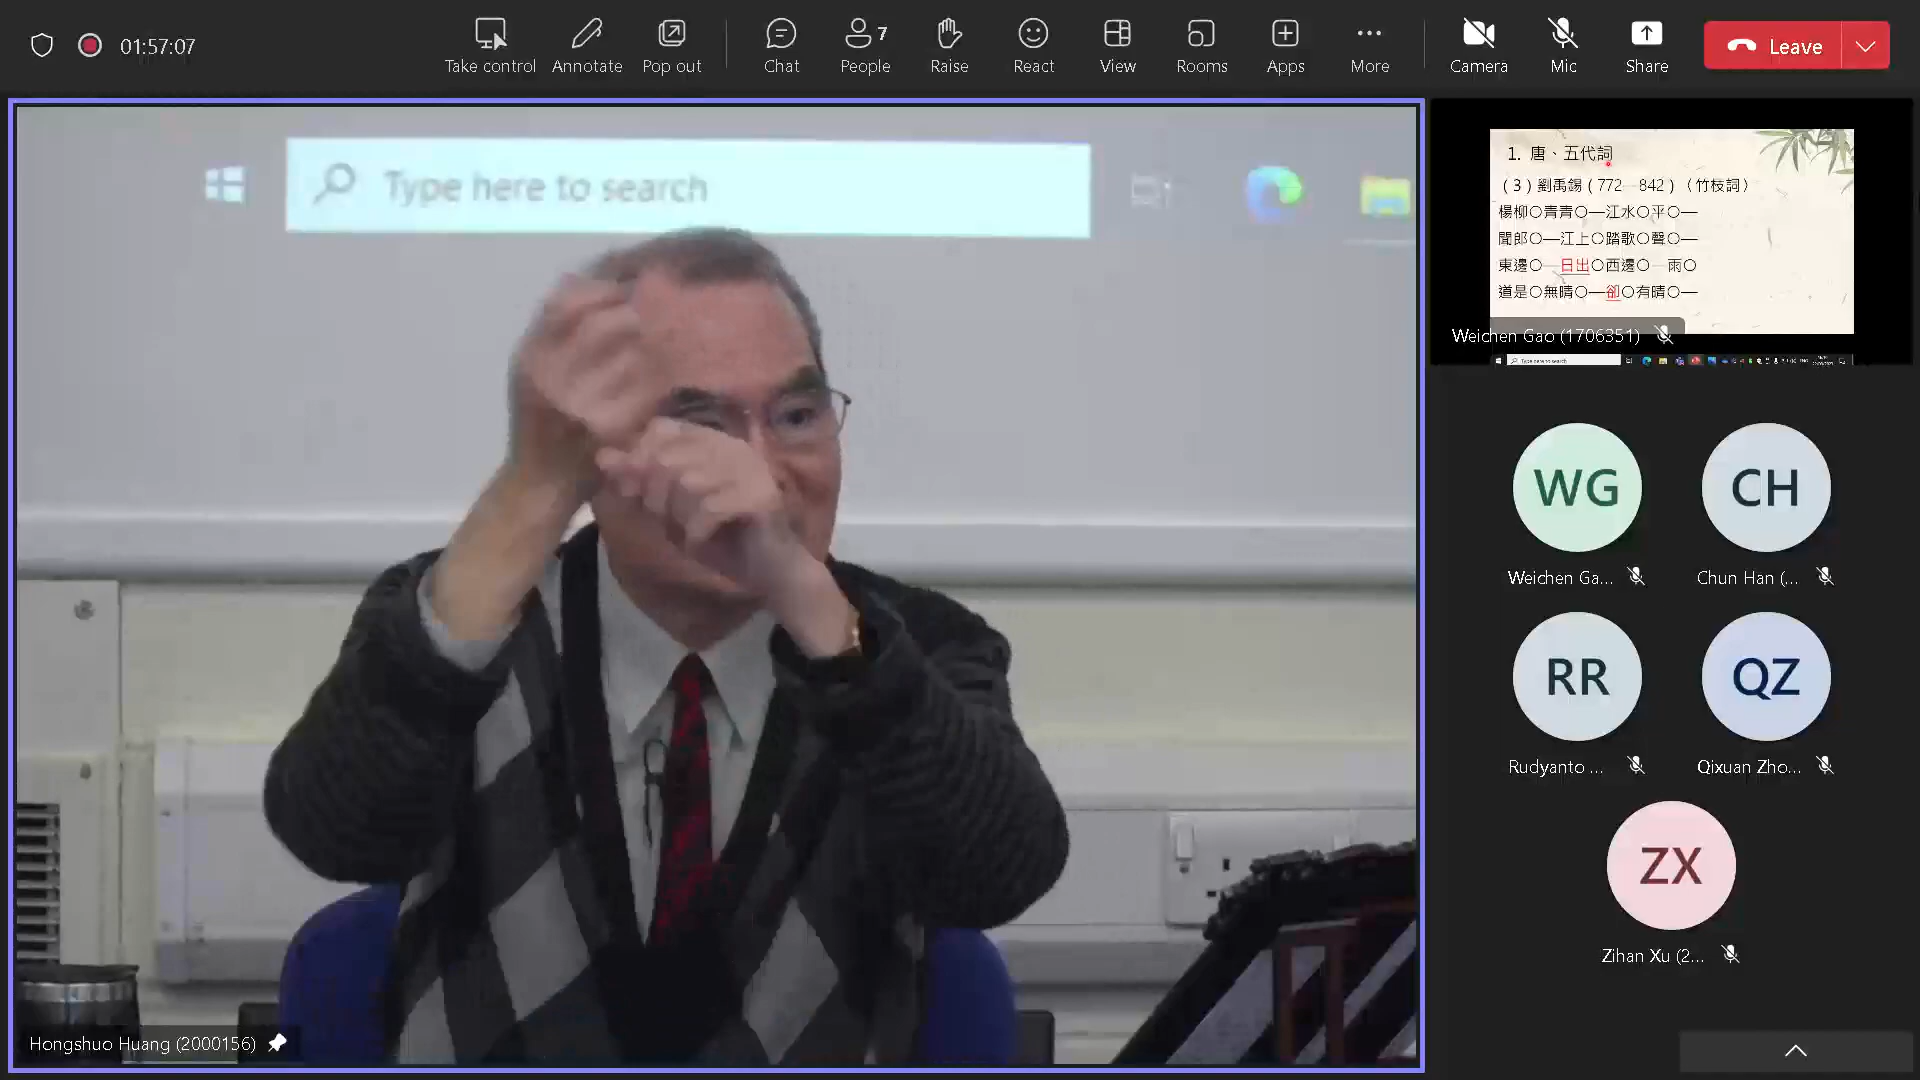 01:57:07
Take control
Annotate
Pop out
Chat
People 7
Raise
React
View
Rooms
Apps
More
Camera
Mic
Share
Leave
Type here to search
1. 唐、五代詞
（3）劉禹錫（772—842）〈竹枝詞〉
楊柳〇青青〇—江水〇平〇—
聞郎〇—江上〇踏歌〇聲〇—
東邊〇—日出〇西邊〇—雨〇
道是〇無晴〇—卻〇有晴〇—
Weichen Gao (1706351)
WG
Weichen Ga...
CH
Chun Han (...
RR
Rudyanto ...
QZ
Qixuan Zho...
ZX
Zihan Xu (2...
Hongshuo Huang (2000156)